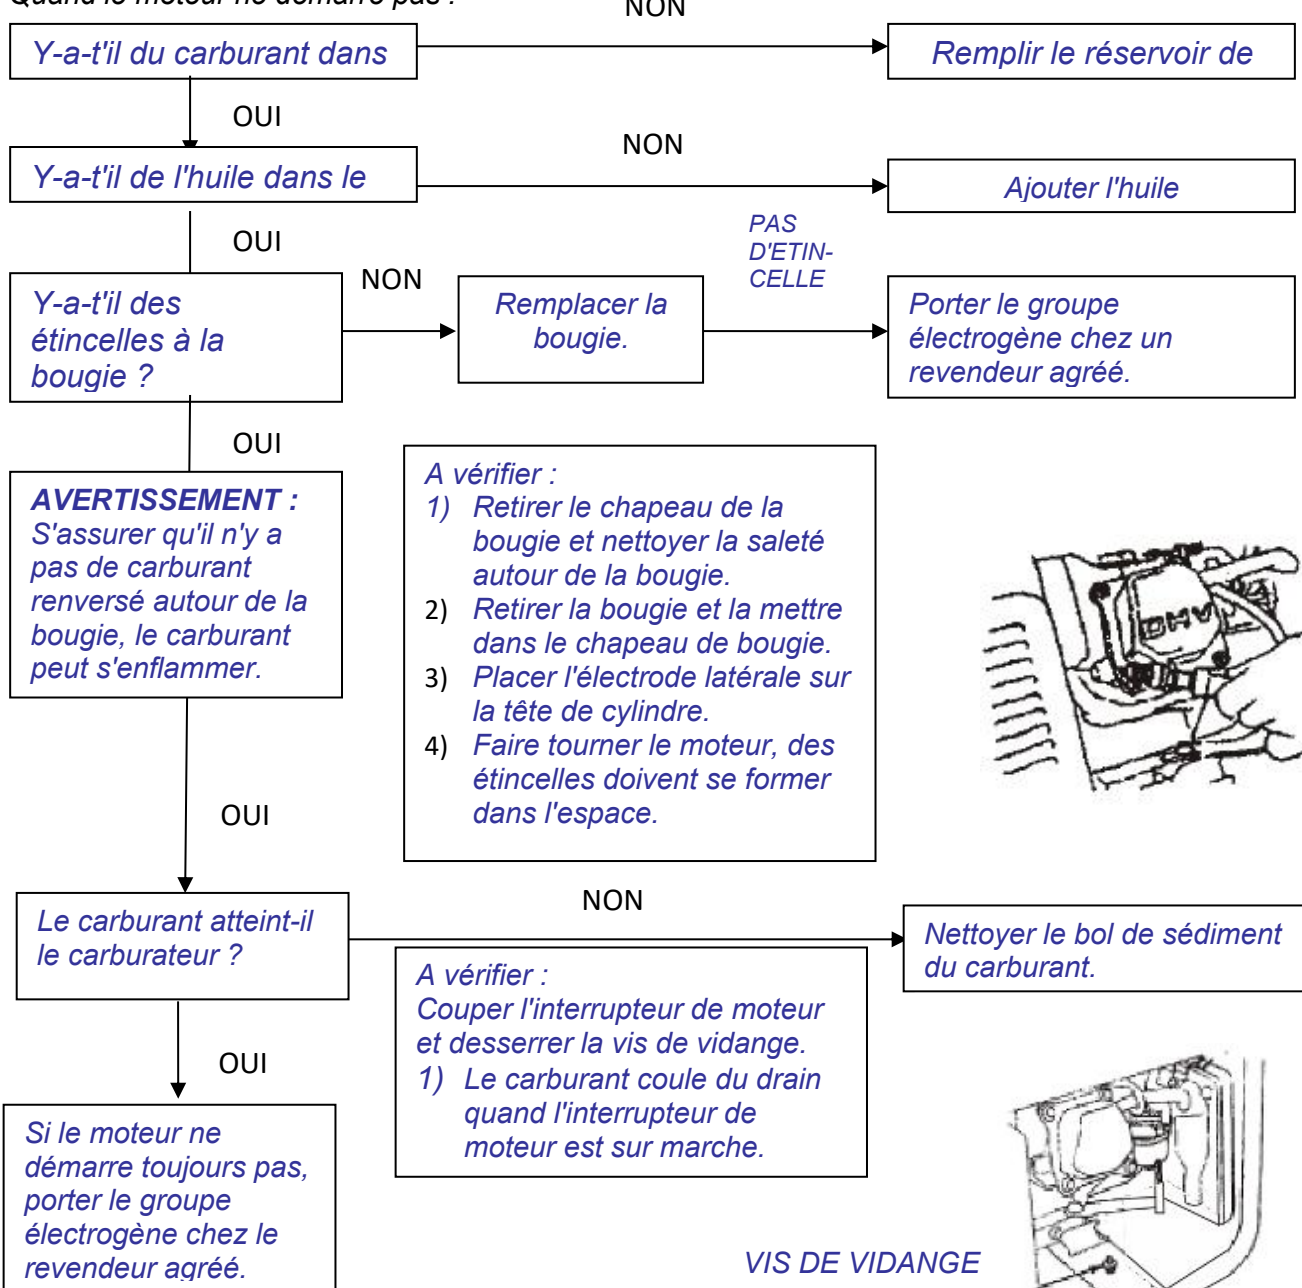 Quand le moteur ne démarre pas :
NON
Y-a-t'il du carburant dans
Remplir le réservoir de
OUI
NON
Y-a-t'il de l'huile dans le
Ajouter l'huile
OUI
PAS
D'ETIN-
CELLE
NON
Y-a-t'il des
étincelles à la
bougie ?
Remplacer la
bougie.
Porter le groupe
électrogène chez un
revendeur agréé.
OUI
AVERTISSEMENT :
S'assurer qu'il n'y a
pas de carburant
renversé autour de la
bougie, le carburant
peut s'enflammer.
A vérifier :
1) Retirer le chapeau de la
bougie et nettoyer la saleté
autour de la bougie.
2) Retirer la bougie et la mettre
dans le chapeau de bougie.
3) Placer l'électrode latérale sur
la tête de cylindre.
4) Faire tourner le moteur, des
étincelles doivent se former
dans l'espace.
OHV
OUI
NON
Le carburant atteint-il
le carburateur ?
Nettoyer le bol de sédiment
du carburant.
A vérifier :
Couper l'interrupteur de moteur
et desserrer la vis de vidange.
1) Le carburant coule du drain
quand l'interrupteur de
moteur est sur marche.
OUI
Si le moteur ne
démarre toujours pas,
porter le groupe
électrogène chez le
revendeur agréé.
VIS DE VIDANGE